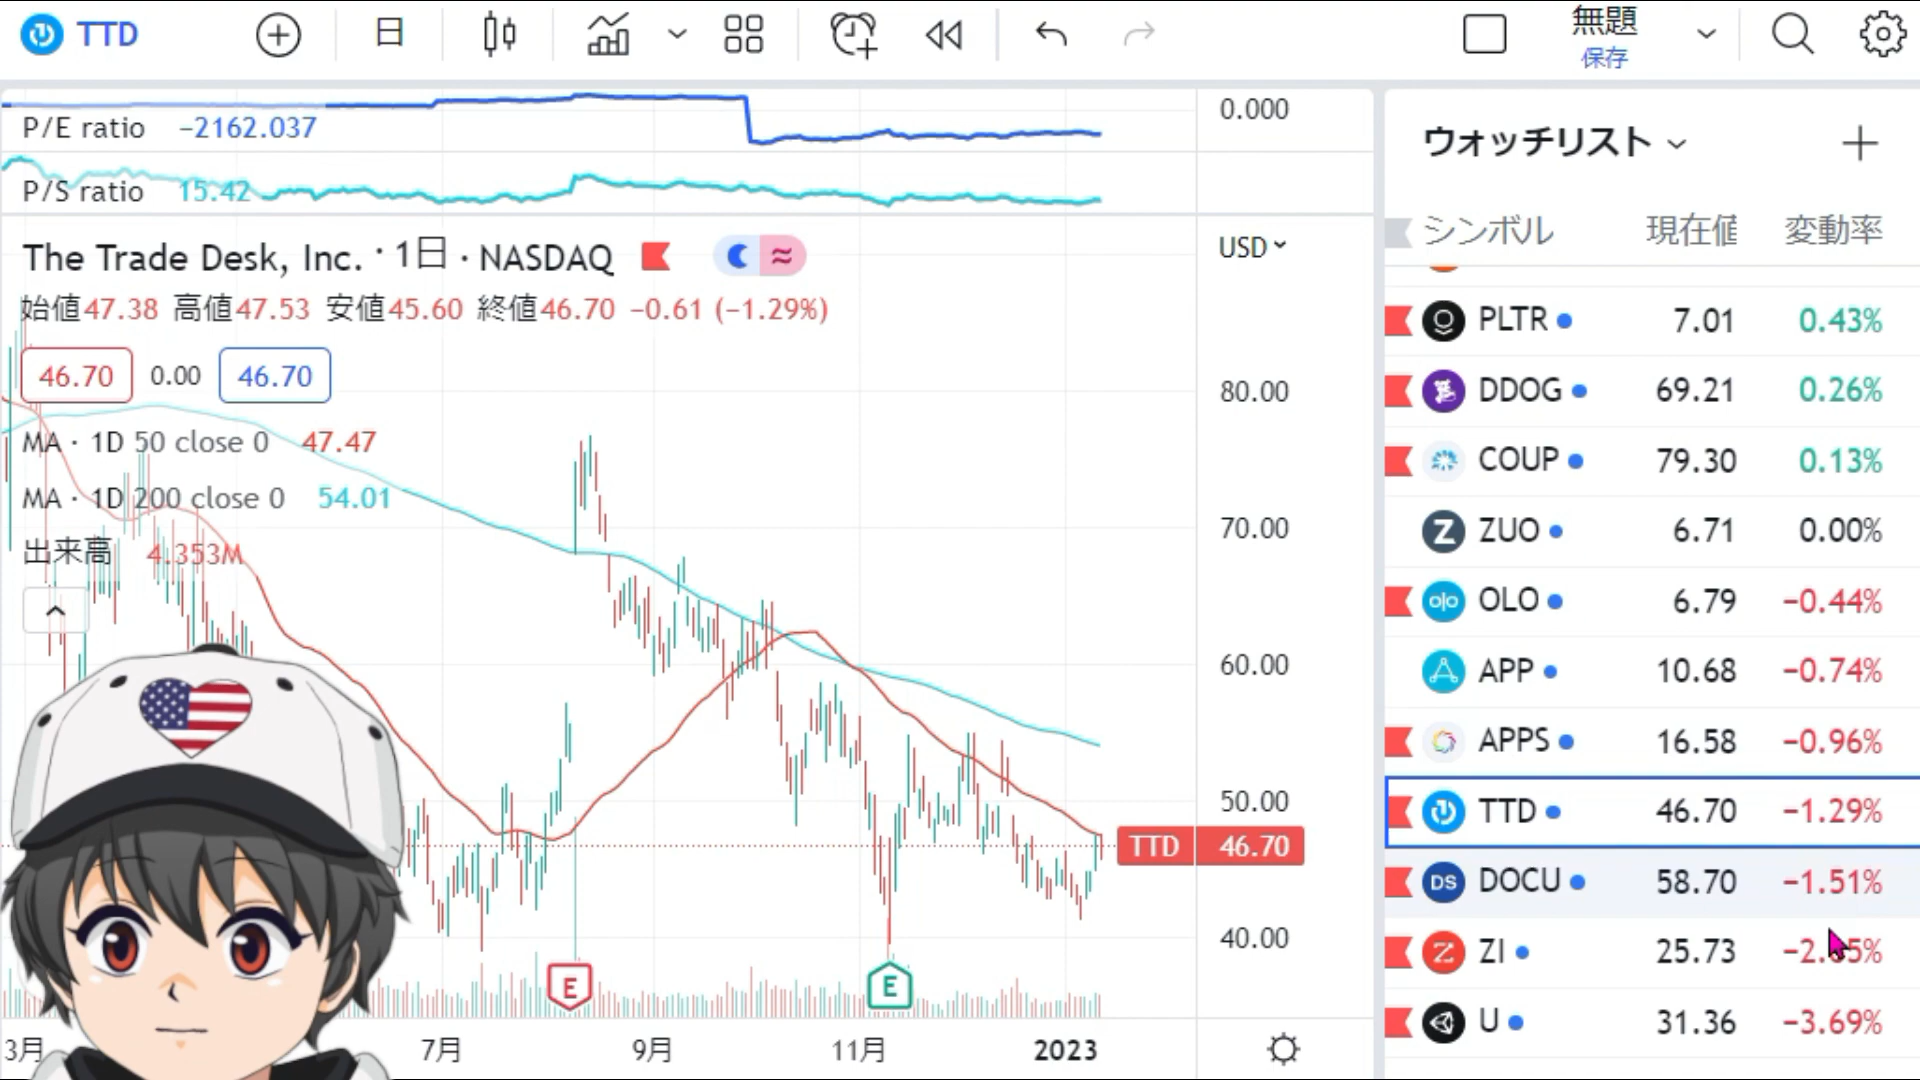 TTD
日
無題
保存
P/E ratio −2162.037
0.000
P/S ratio 15.42
The Trade Desk, Inc. · 1日 · NASDAQ
USD
始値47.38 高値47.53 安値45.60 終値46.70 −0.61 (−1.29%)
46.70 0.00 46.70
MA · 1D 50 close 0 47.47
MA · 1D 200 close 0 54.01
出来高 4.353M
80.00
70.00
60.00
50.00
TTD 46.70
40.00
E
E
3月 7月 9月 11月 2023
ウォッチリスト
シンボル 現在値 変動率
PLTR 7.01 0.43%
DDOG 69.21 0.26%
COUP 79.30 0.13%
Z ZUO 6.71 0.00%
olo OLO 6.79 −0.44%
APP 10.68 −0.74%
APPS 16.58 −0.96%
TTD 46.70 −1.29%
DS DOCU 58.70 −1.51%
Z ZI 25.73
U 31.36 −3.69%